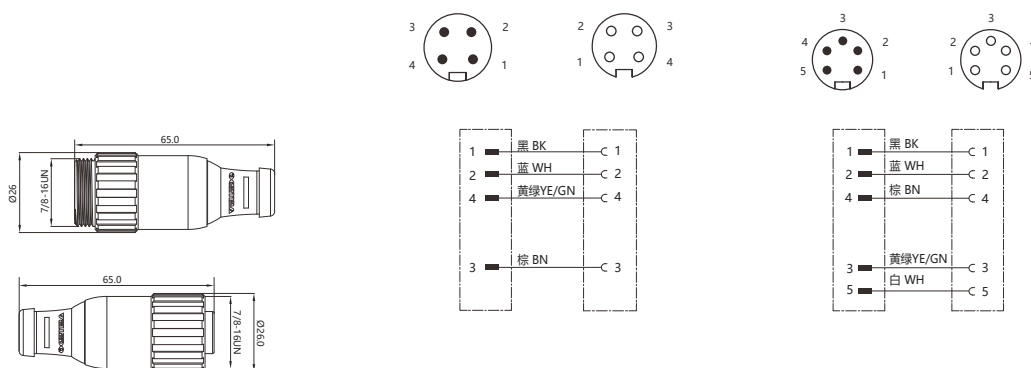 3 2
4 1
2 3
1 4
3
4 2
5 1
3
2
1 5
65.0
Ø26
7/8-16UN
65.0
7/8-16UN
Ø26.0
1 黑 BK 1
2 蓝 WH 2
4 黄绿YE/GN 4
3 棕 BN 3
1 黑 BK 1
2 蓝 WH 2
4 棕 BN 4
3 黄绿YE/GN 3
5 白 WH 5